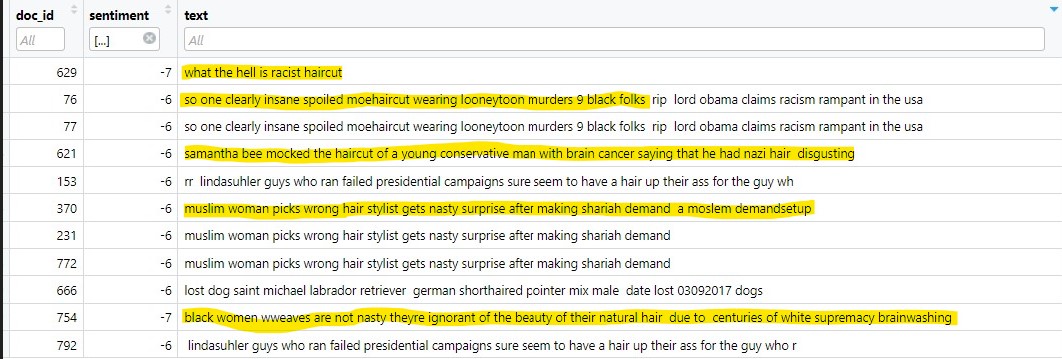 doc_id sentiment text
All [...] All
629 -7 what the hell is racist haircut
76 -6 so one clearly insane spoiled moehaircut wearing looneytoon murders 9 black folks rip lord obama claims racism rampant in the usa
77 -6 so one clearly insane spoiled moehaircut wearing looneytoon murders 9 black folks rip lord obama claims racism rampant in the usa
621 -6 samantha bee mocked the haircut of a young conservative man with brain cancer saying that he had nazi hair disgusting
153 -6 rr lindasuhler guys who ran failed presidential campaigns sure seem to have a hair up their ass for the guy wh
370 -6 muslim woman picks wrong hair stylist gets nasty surprise after making shariah demand a moslem demandsetup
231 -6 muslim woman picks wrong hair stylist gets nasty surprise after making shariah demand
772 -6 muslim woman picks wrong hair stylist gets nasty surprise after making shariah demand
666 -6 lost dog saint michael labrador retriever german shorthaired pointer mix male date lost 03092017 dogs
754 -7 black women wweaves are not nasty theyre ignorant of the beauty of their natural hair due to centuries of white supremacy brainwashing
792 -6 lindasuhler guys who ran failed presidential campaigns sure seem to have a hair up their ass for the guy who r